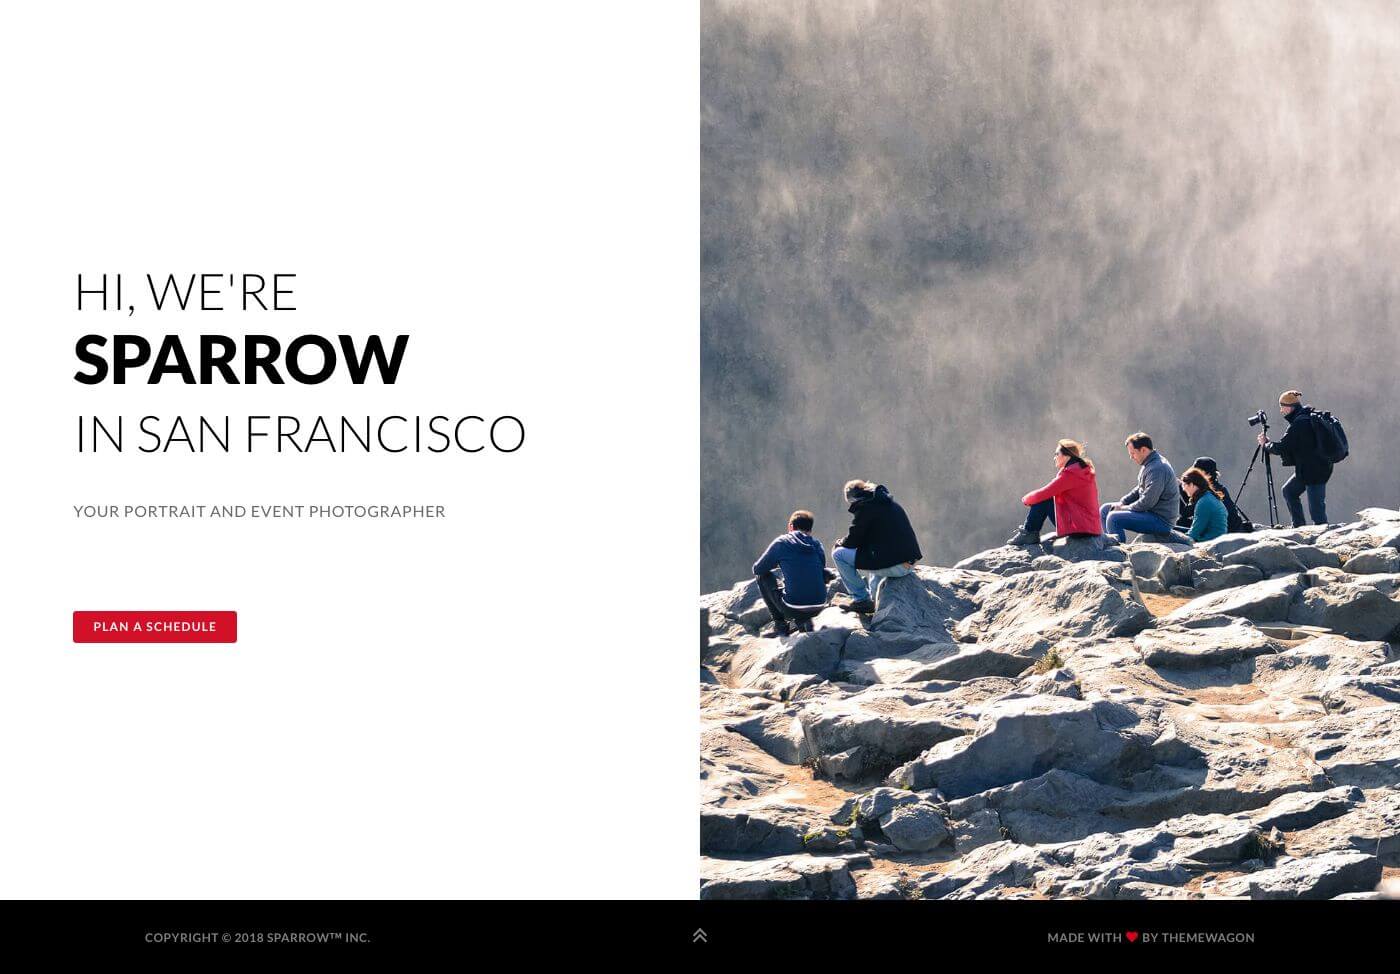 HI, WE'RE
SPARROW
IN SAN FRANCISCO
YOUR PORTRAIT AND EVENT PHOTOGRAPHER
PLAN A SCHEDULE
COPYRIGHT © 2018 SPARROW™ INC.
MADE WITH ❤ BY THEMEWAGON